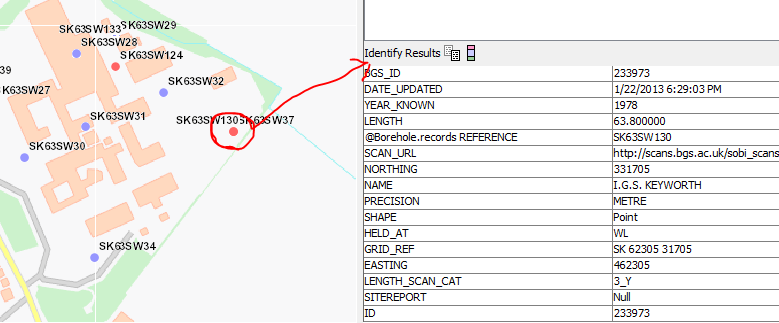 SK63SW133
SK63SW29
SK63SW28
SK63SW124
39
SK63SW32
SK63SW27
SK63SW31
SK63SW130
SK63SW37
SK63SW30
SK63SW34
Identify Results
BGS_ID 233973
DATE_UPDATED 1/22/2013 6:29:03 PM
YEAR_KNOWN 1978
LENGTH 63.800000
@Borehole.records REFERENCE SK63SW130
SCAN_URL http://scans.bgs.ac.uk/sobi_scans
NORTHING 331705
NAME I.G.S. KEYWORTH
PRECISION METRE
SHAPE Point
HELD_AT WL
GRID_REF SK 62305 31705
EASTING 462305
LENGTH_SCAN_CAT 3_Y
SITEREPORT Null
ID 233973